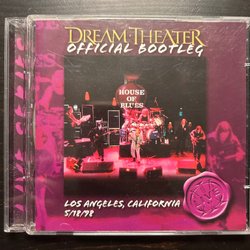 DREAM THEATER
OFFICIAL BOOTLEG
HOUSE
OF
BLUES
LOS ANGELES, CALIFORNIA
5/18/98